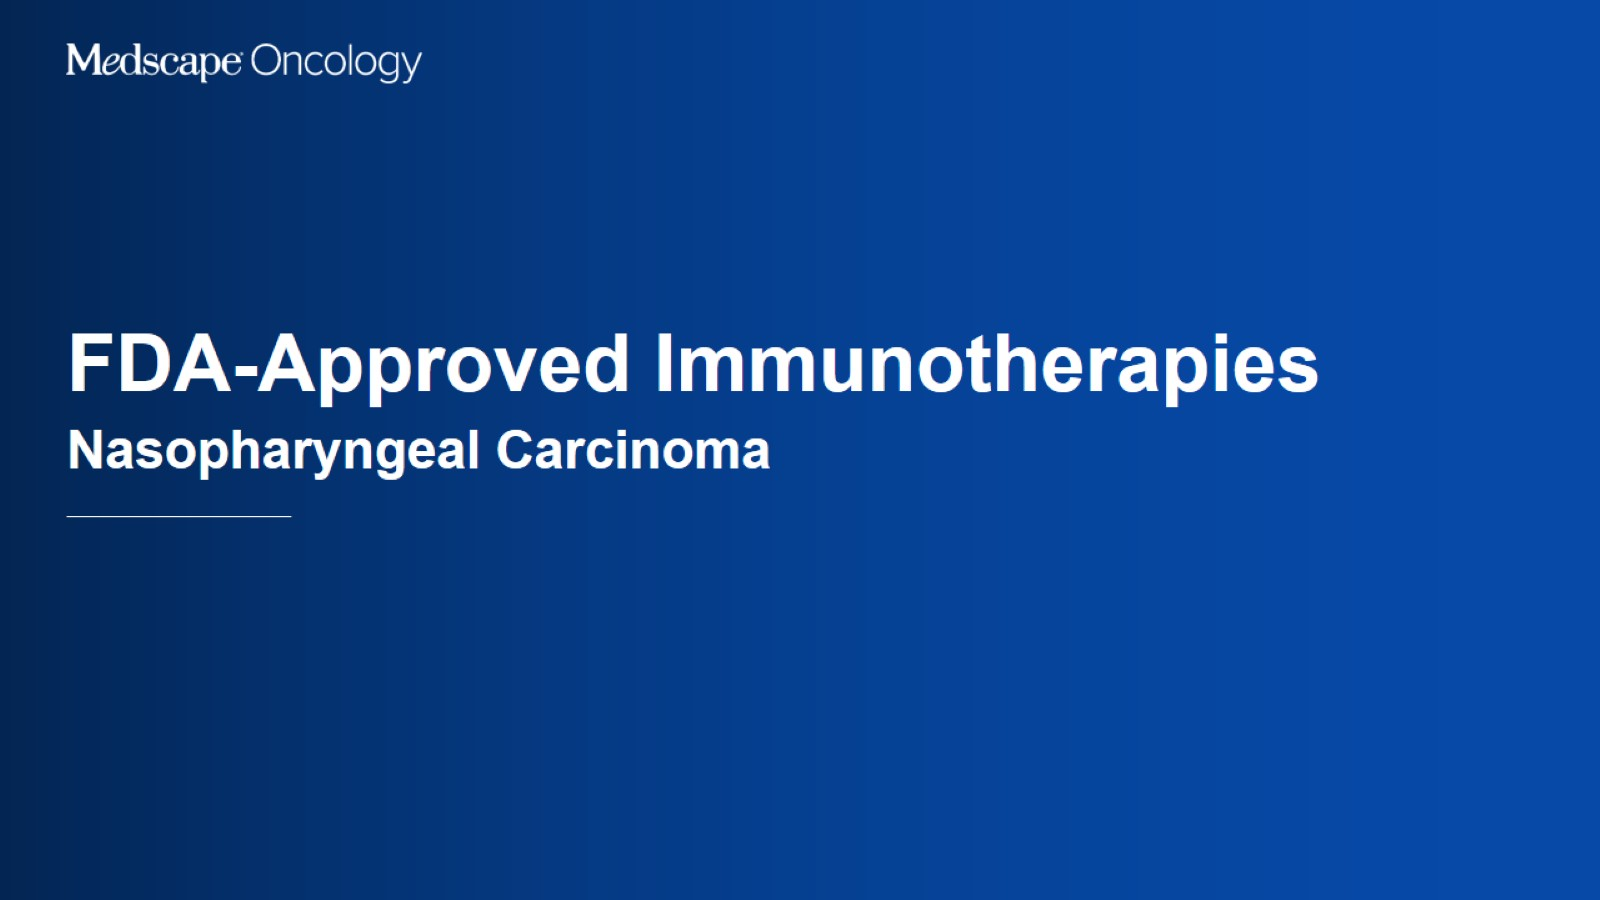 Medscape Oncology
FDA-Approved Immunotherapies
Nasopharyngeal Carcinoma